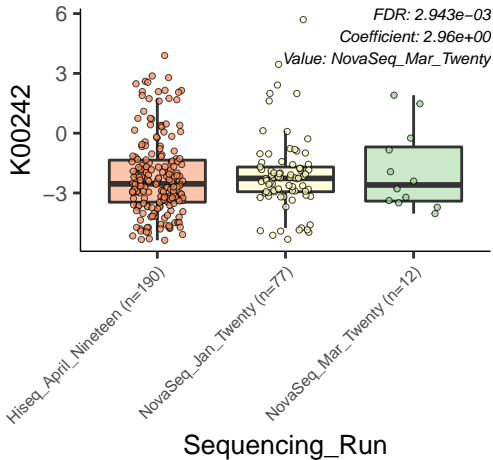 FDR: 2.943e−03
Coefficient: 2.96e+00
Value: NovaSeq_Mar_Twenty
6
3
0
−3
K00242
Hiseq_April_Nineteen (n=190)
NovaSeq_Jan_Twenty (n=77)
NovaSeq_Mar_Twenty (n=12)
Sequencing_Run